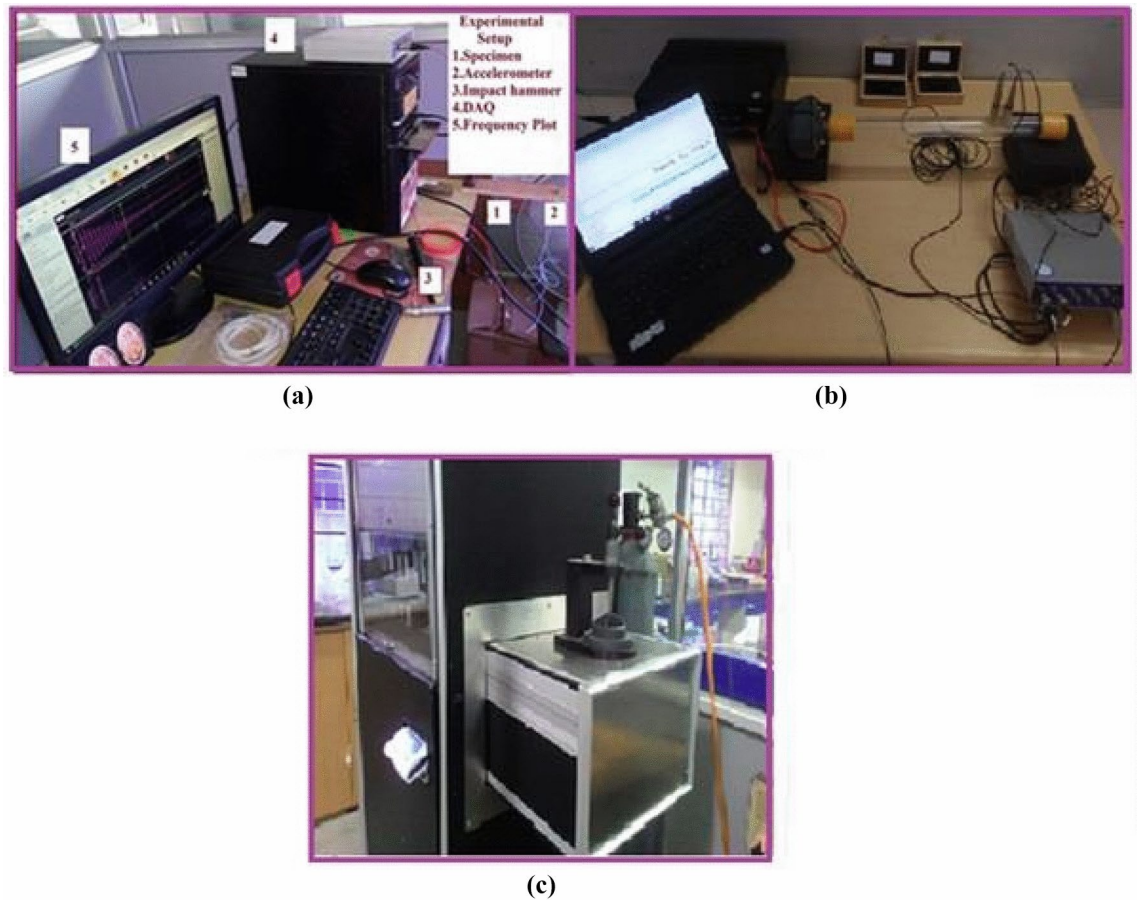 Experimental
Setup
1.Specimen
2.Accelerometer
3.Impact hammer
4.DAQ
5.Frequency Plot
4
5
1
2
3
(a)
(b)
(c)